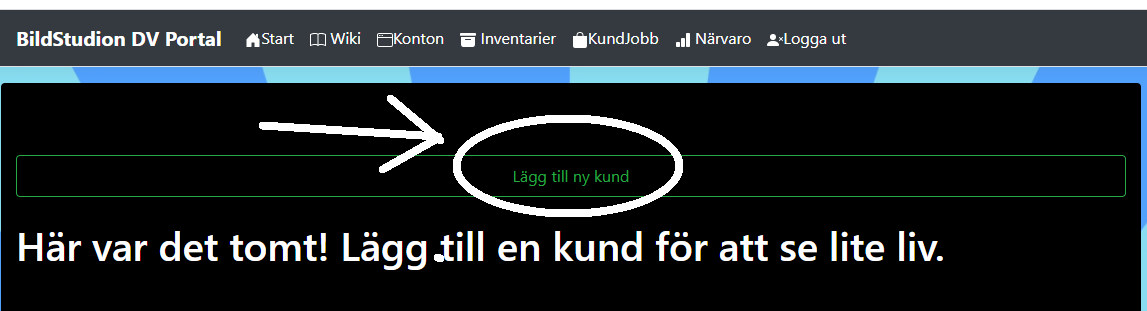 BildStudion DV Portal Start Wiki Konton Inventarier KundJobb Närvaro Logga ut
Lägg till ny kund
Här var det tomt! Lägg till en kund för att se lite liv.